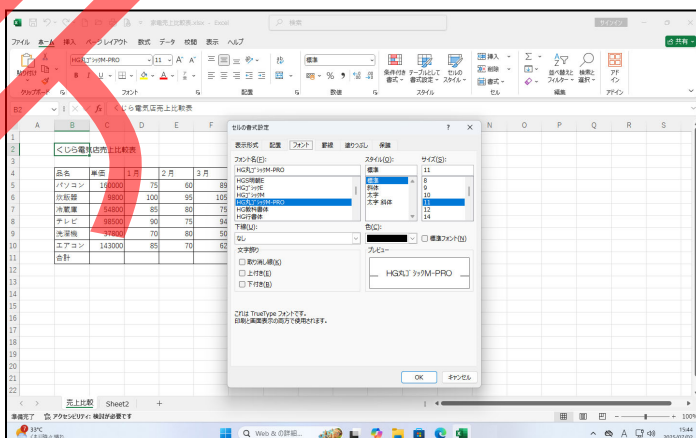 家電売上比較表.xlsx - Excel
検索
サインイン
ファイル ホーム 挿入 ページレイアウト 数式 データ 校閲 表示 ヘルプ
共有
貼り付け
HG丸ｺﾞｼｯｸM-PRO 11
標準
条件付き書式 テーブルとして書式設定 セルのスタイル
挿入
削除
書式
並べ替えとフィルター 検索と選択
アドイン
クリップボード フォント 配置 数値 スタイル セル 編集 アドイン
B2 fx くじら電気店売上比較表
A B C D E F N O P Q R S
くじら電気店売上比較表
品名 単価 1月 2月 3月
パソコン 160000 75 60 89
炊飯器 9800 100 95 105
冷蔵庫 54800 85 80 75
テレビ 98500 90 75 94
洗濯機 37800 70 80 50
エアコン 143000 85 70 62
合計
セルの書式設定 ? ×
表示形式 配置 フォント 罫線 塗りつぶし 保護
フォント名(F): スタイル(O): サイズ(S):
HG丸ｺﾞｼｯｸM-PRO 標準 11
HGS明朝E 標準 8
HGｺﾞｼｯｸE 斜体 9
HGｺﾞｼｯｸM 太字 10
HG丸ｺﾞｼｯｸM-PRO 太字 斜体 11
HG教科書体 12
HG行書体 14
下線(U): 色(C):
なし 標準フォント(N)
文字飾り プレビュー
取り消し線(K)
上付き(E) HG丸ｺﾞｼｯｸM-PRO
下付き(B)
これは TrueType フォントです。
印刷と画面表示の両方で使用されます。
OK キャンセル
売上比較 Sheet2 +
準備完了 アクセシビリティ: 検討が必要です 100%
33°C
Web & の詳細...
A
15:44